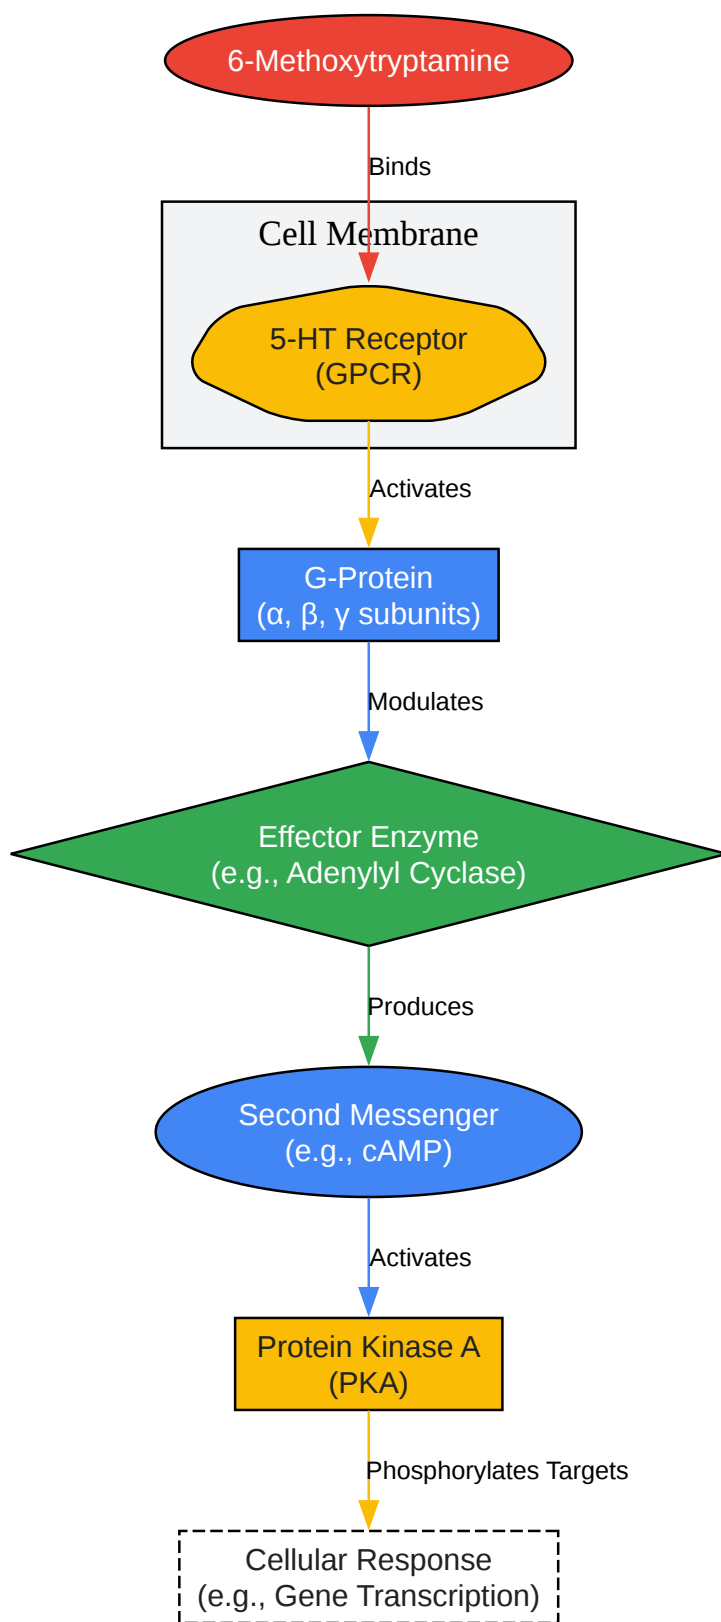 6-Methoxytryptamine
Binds
Cell Membrane
5-HT Receptor
(GPCR)
Activates
G-Protein
(α, β, γ subunits)
Modulates
Effector Enzyme
(e.g., Adenylyl Cyclase)
Produces
Second Messenger
(e.g., cAMP)
Activates
Protein Kinase A
(PKA)
Phosphorylates Targets
Cellular Response
(e.g., Gene Transcription)